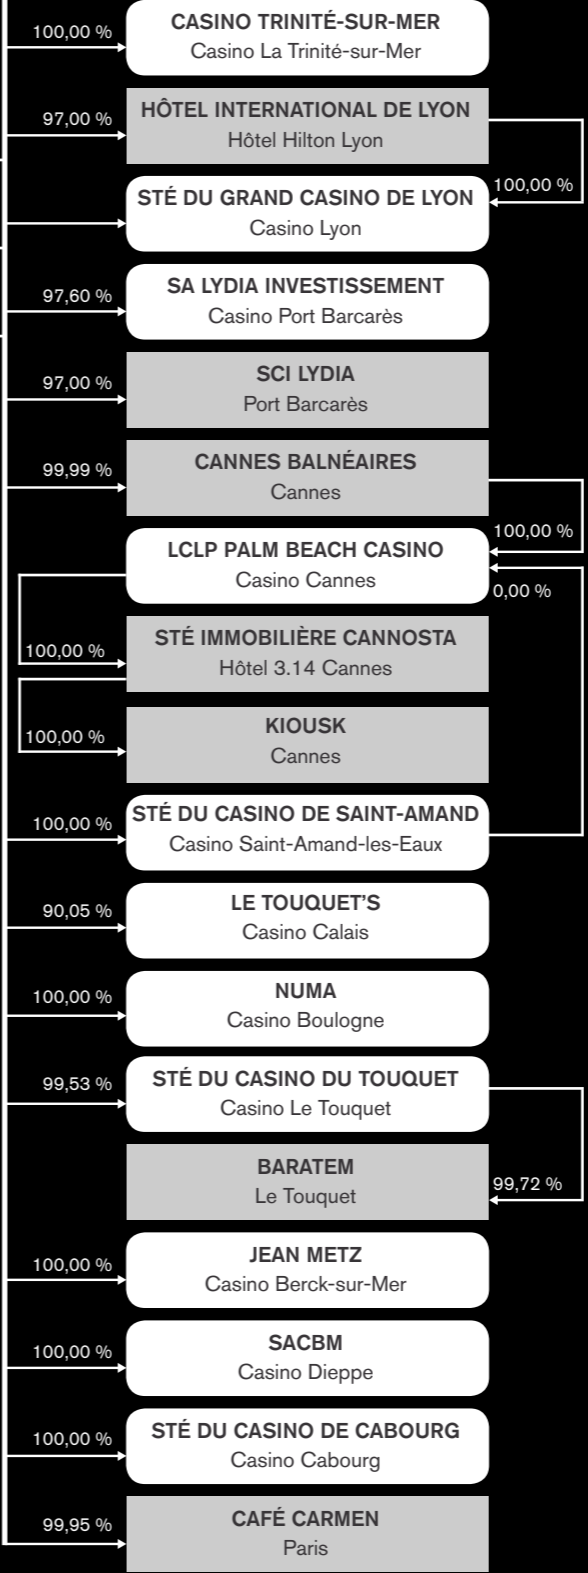 100,00 %
CASINO TRINITÉ-SUR-MER
Casino La Trinité-sur-Mer
97,00 %
HÔTEL INTERNATIONAL DE LYON
Hôtel Hilton Lyon
100,00 %
STÉ DU GRAND CASINO DE LYON
Casino Lyon
97,60 %
SA LYDIA INVESTISSEMENT
Casino Port Barcarès
97,00 %
SCI LYDIA
Port Barcarès
99,99 %
CANNES BALNÉAIRES
Cannes
100,00 %
LCLP PALM BEACH CASINO
Casino Cannes
0,00 %
100,00 %
STÉ IMMOBILIÈRE CANNOSTA
Hôtel 3.14 Cannes
100,00 %
KIOUSK
Cannes
100,00 %
STÉ DU CASINO DE SAINT-AMAND
Casino Saint-Amand-les-Eaux
90,05 %
LE TOUQUET’S
Casino Calais
100,00 %
NUMA
Casino Boulogne
99,53 %
STÉ DU CASINO DU TOUQUET
Casino Le Touquet
BARATEM
Le Touquet
99,72 %
100,00 %
JEAN METZ
Casino Berck-sur-Mer
100,00 %
SACBM
Casino Dieppe
100,00 %
STÉ DU CASINO DE CABOURG
Casino Cabourg
99,95 %
CAFÉ CARMEN
Paris